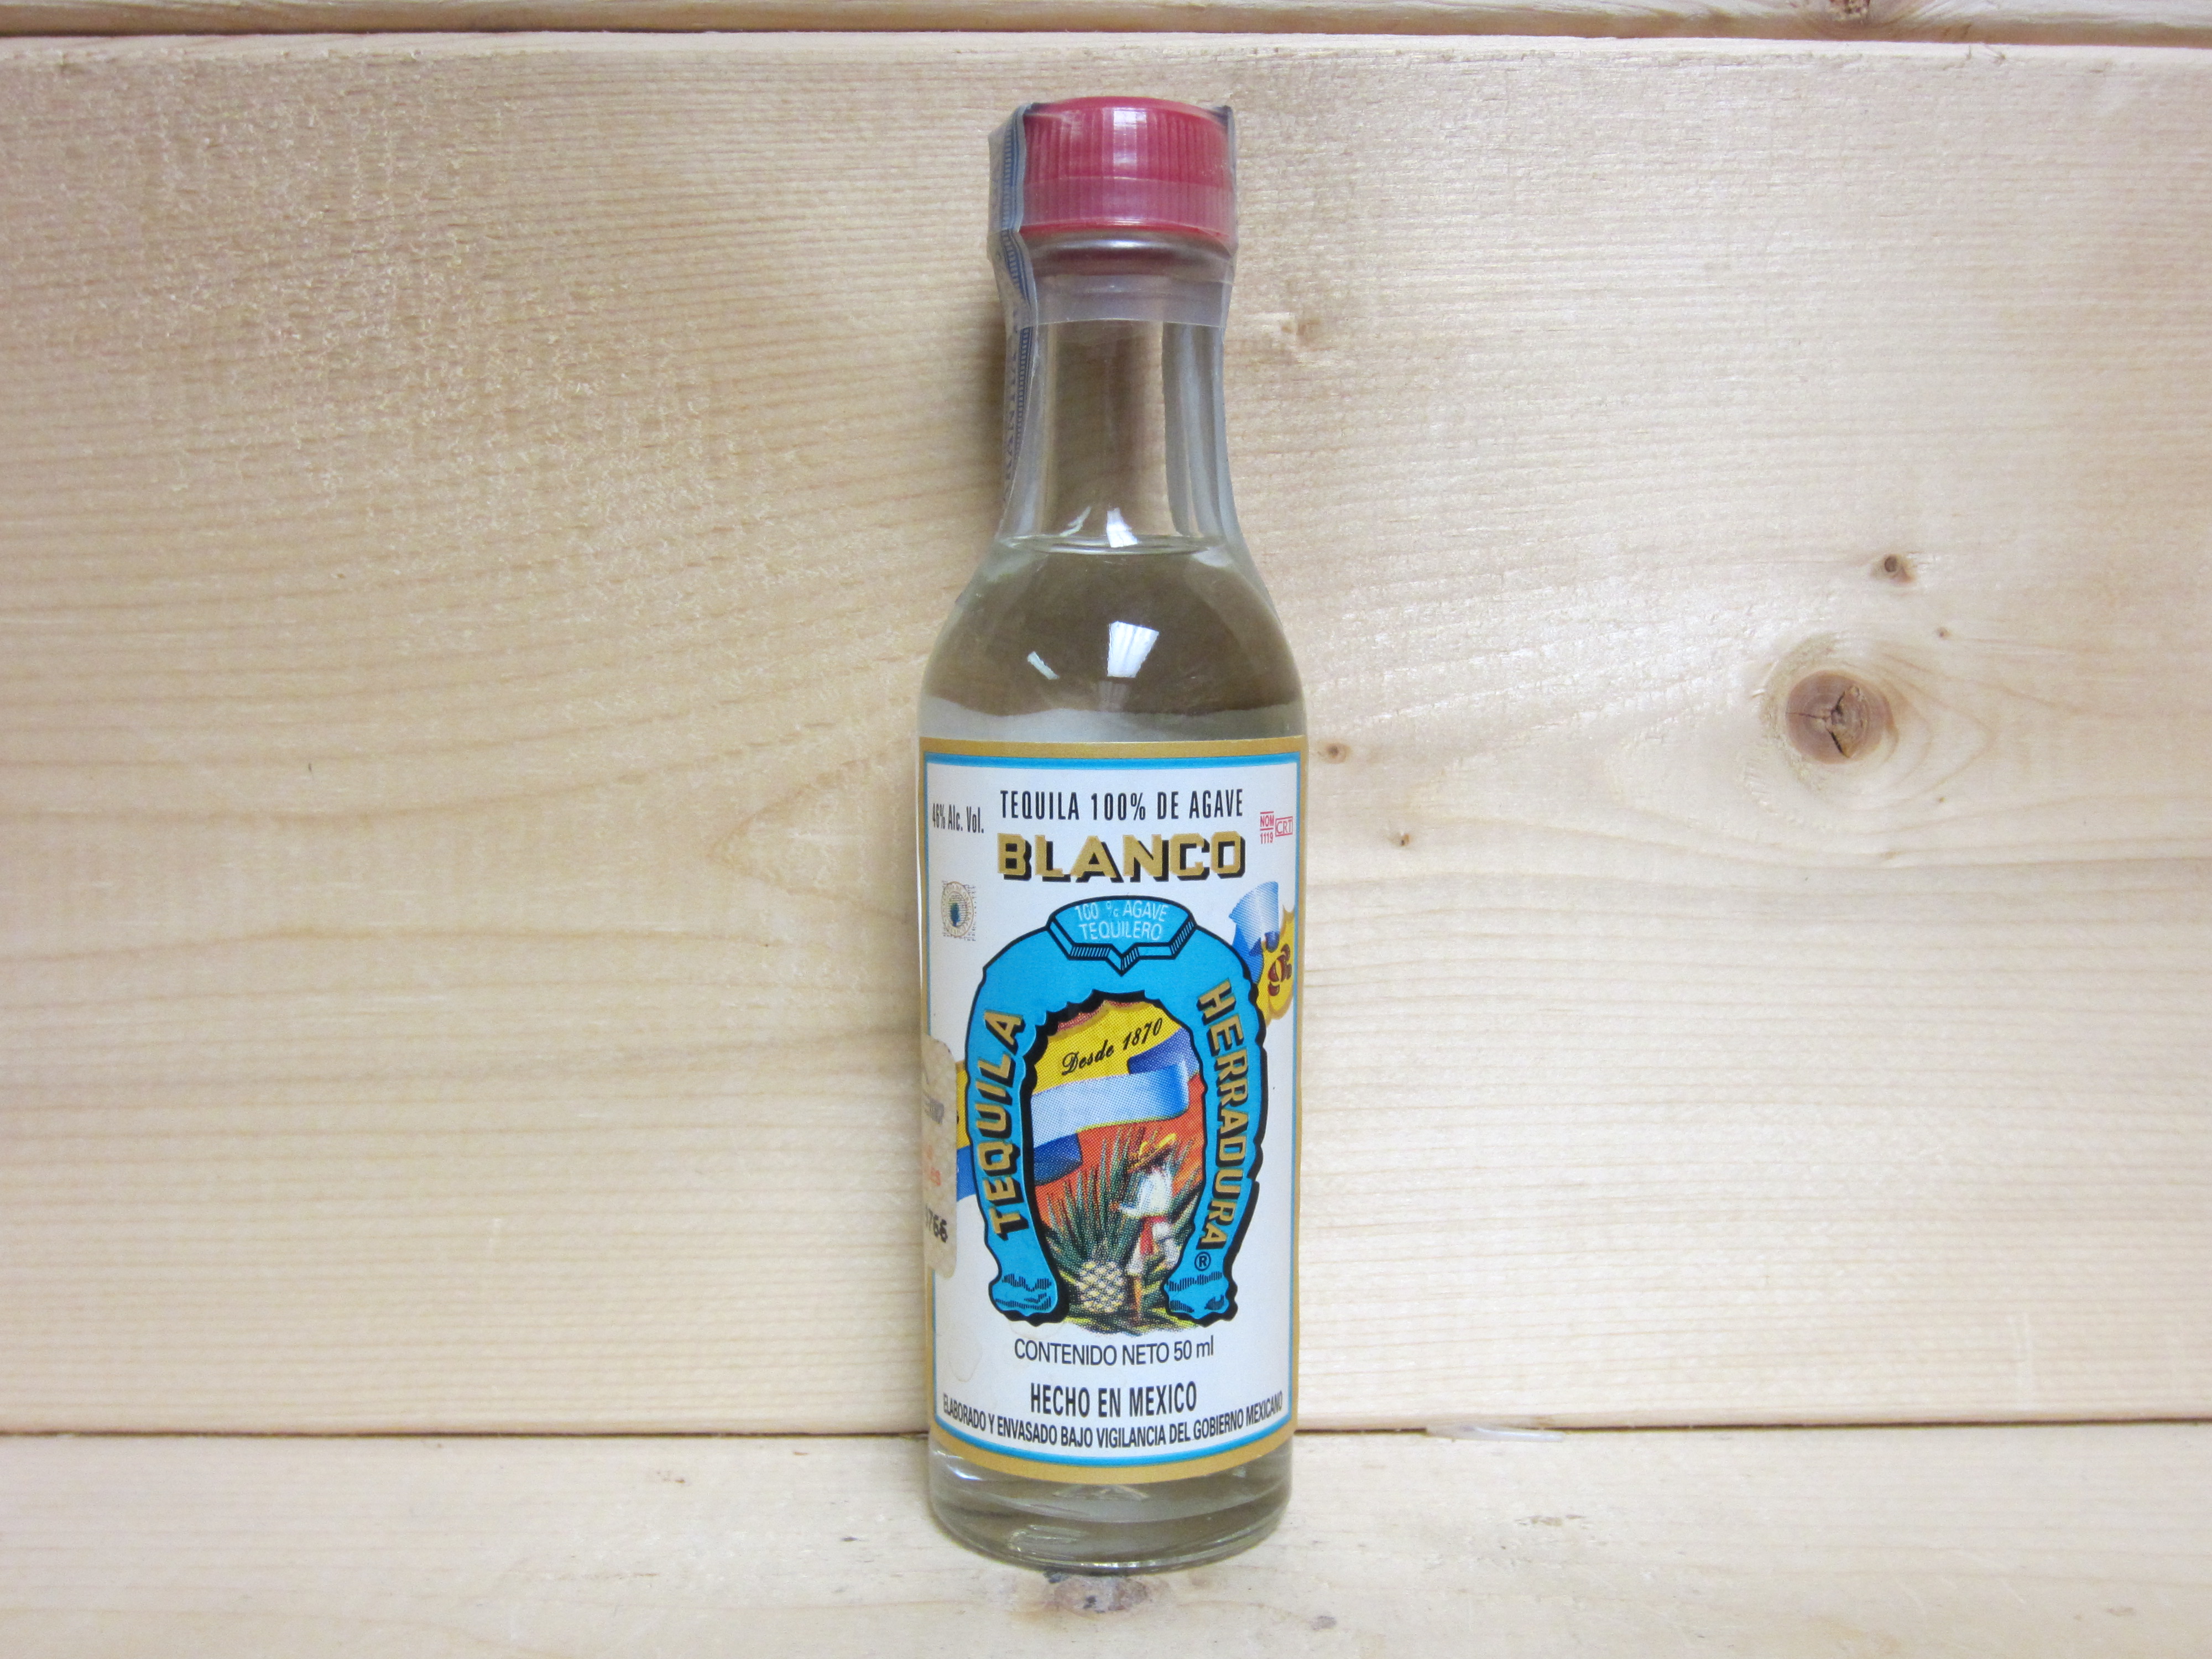 TEQUILA 100% DE AGAVE
46% Alc. Vol.
NOM
1119
CRT
BLANCO
100 % AGAVE
TEQUILERO
Desde 1870
TEQUILA
HERRADURA®
766
CONTENIDO NETO 50 ml
HECHO EN MEXICO
ELABORADO Y ENVASADO BAJO VIGILANCIA DEL GOBIERNO MEXICANO